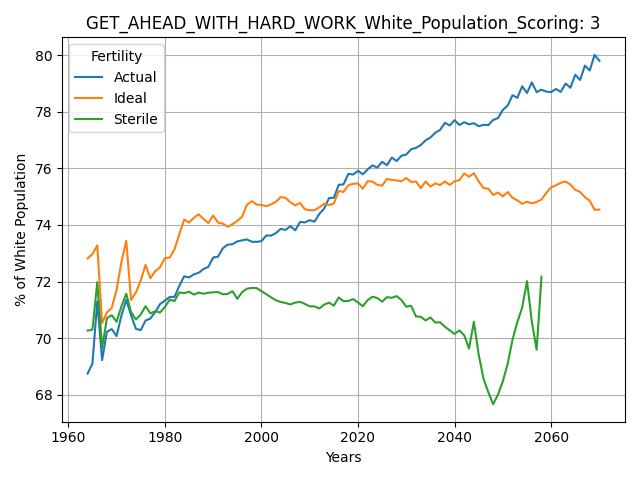 GET_AHEAD_WITH_HARD_WORK_White_Population_Scoring: 3
Fertility
Actual
Ideal
Sterile
% of White Population
80
78
76
74
72
70
68
1960
1980
2000
2020
2040
2060
Years